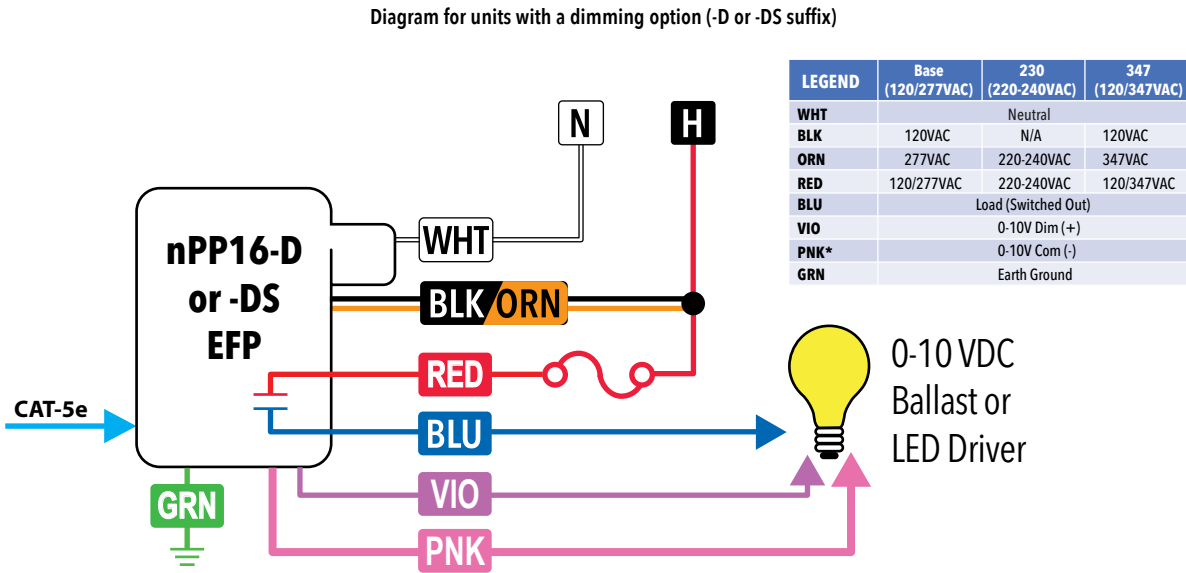 Diagram for units with a dimming option (-D or -DS suffix)
LEGEND Base (120/277VAC) 230 (220-240VAC) 347 (120/347VAC)
WHT Neutral
BLK 120VAC N/A 120VAC
ORN 277VAC 220-240VAC 347VAC
RED 120/277VAC 220-240VAC 120/347VAC
BLU Load (Switched Out)
VIO 0-10V Dim (+)
PNK* 0-10V Com (-)
GRN Earth Ground
N
H
nPP16-D
or -DS
EFP
WHT
BLK/ORN
RED
BLU
VIO
PNK
CAT-5e
GRN
0-10 VDC
Ballast or
LED Driver